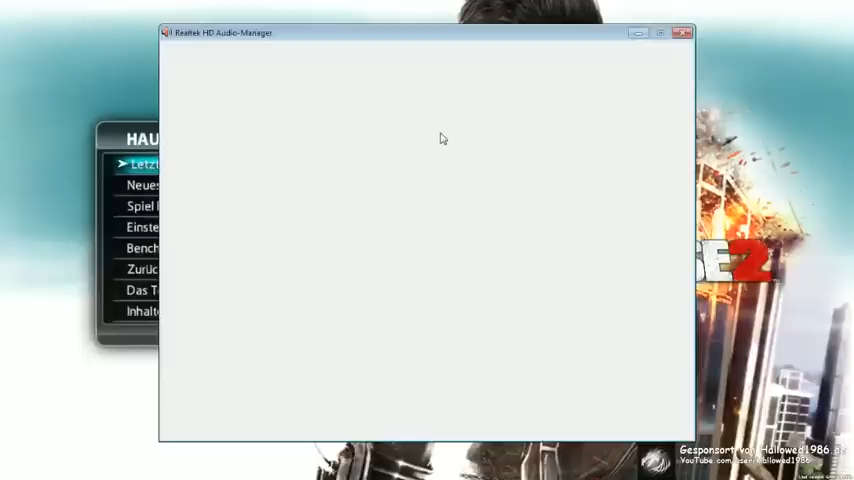 Realtek HD Audio-Manager
HAU
Letzt
Neues
Spiel
Einste
Bench
Zurüc
Das T
Inhalt
SE2
Gesponsort von Hallowed1986.de
YouTube.com/user/Hallowed1986